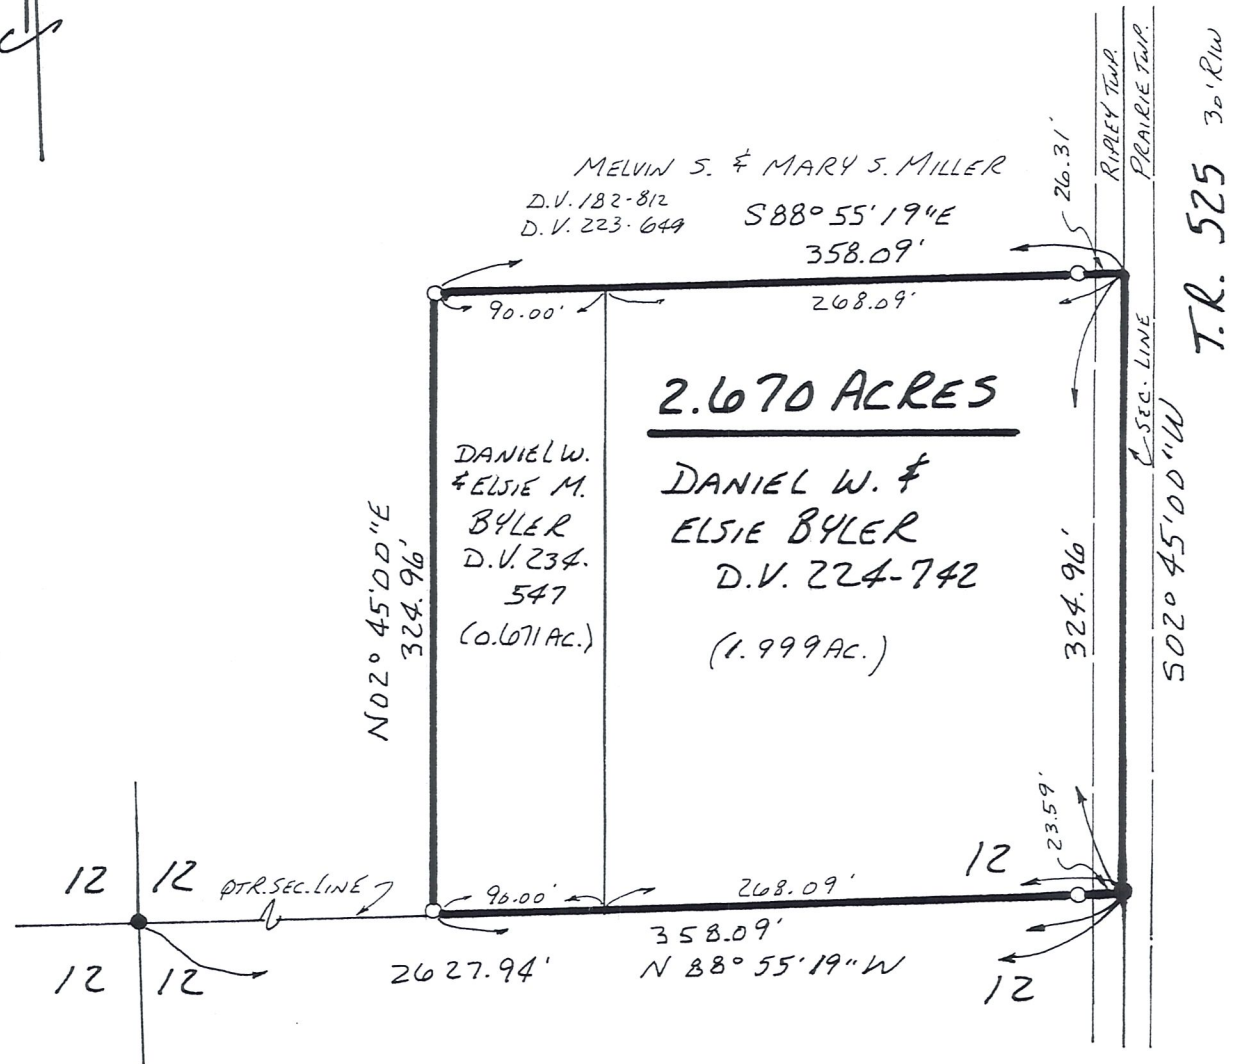 MELVIN S. & MARY S. MILLER
D.V. 182-812
D.V. 223-649
S 88° 55' 19" E
358.09'
26.31'
RIPLEY TWP.
PRAIRIE TWP.
T.R. 525 30' R/W
90.00'
268.09'
2.670 ACRES
DANIEL W.
& ELSIE M.
BYLER
D.V. 234-
547
(0.671 AC.)
DANIEL W. &
ELSIE BYLER
D.V. 224-742
(1.999 AC.)
N 02° 45' 00" E
324.96'
324.96'
SEC. LINE
S 02° 45' 00" W
23.59'
12
12 12 QTR. SEC. LINE
90.00'
268.09'
358.09'
12 12
2627.94'
N 88° 55' 19" W
12